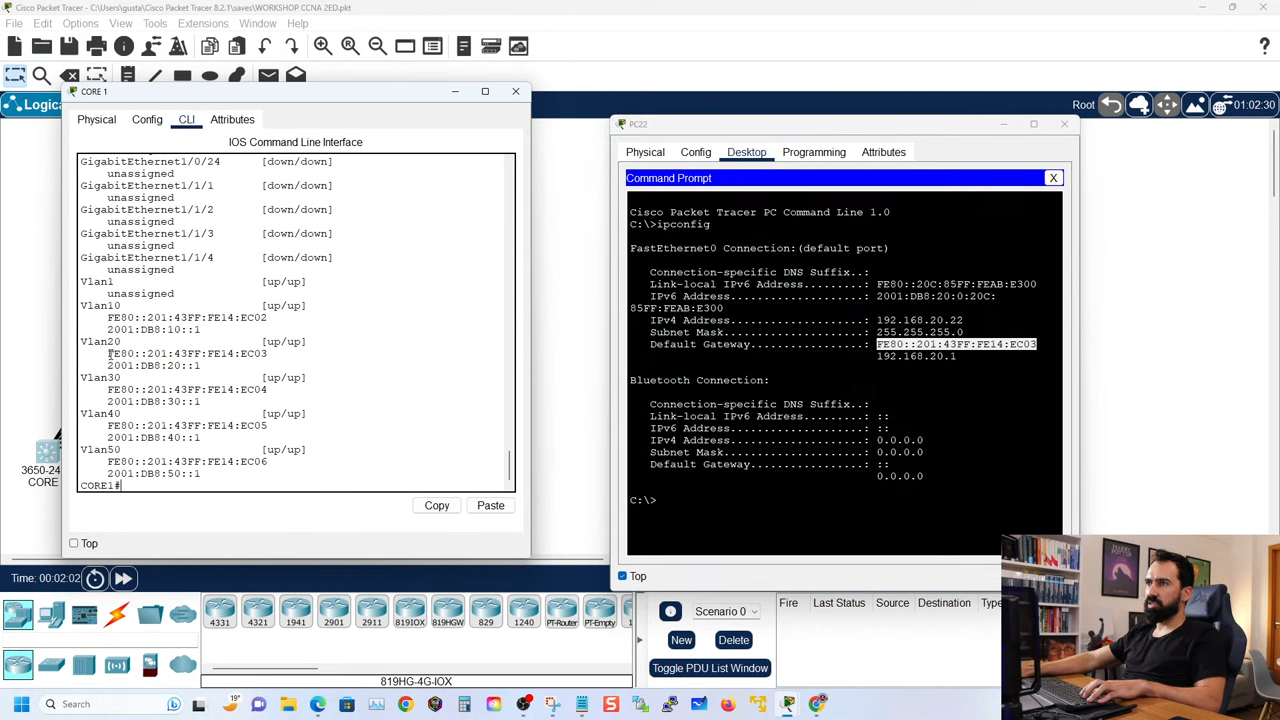 Cisco Packet Tracer - C:\Users\gusta\Cisco Packet Tracer 8.2.1\saves\WORKSHOP CCNA 2ED.pkt
File Edit Options View Tools Extensions Window Help
Logica
Root
01:02:30
CORE 1
Physical Config CLI Attributes
IOS Command Line Interface
GigabitEthernet1/0/24 [down/down]
unassigned
GigabitEthernet1/1/1 [down/down]
unassigned
GigabitEthernet1/1/2 [down/down]
unassigned
GigabitEthernet1/1/3 [down/down]
unassigned
GigabitEthernet1/1/4 [down/down]
unassigned
Vlan1 [up/up]
unassigned
Vlan10 [up/up]
FE80::201:43FF:FE14:EC02
2001:DB8:10::1
Vlan20 [up/up]
FE80::201:43FF:FE14:EC03
2001:DB8:20::1
Vlan30 [up/up]
FE80::201:43FF:FE14:EC04
2001:DB8:30::1
Vlan40 [up/up]
FE80::201:43FF:FE14:EC05
2001:DB8:40::1
Vlan50 [up/up]
FE80::201:43FF:FE14:EC06
2001:DB8:50::1
CORE1#
Copy Paste
Top
3650-24
CORE
PC22
Physical Config Desktop Programming Attributes
Command Prompt
X
Cisco Packet Tracer PC Command Line 1.0
C:\>ipconfig
FastEthernet0 Connection:(default port)
Connection-specific DNS Suffix..:
Link-local IPv6 Address.........: FE80::20C:85FF:FEAB:E300
IPv6 Address....................: 2001:DB8:20:0:20C:
85FF:FEAB:E300
IPv4 Address....................: 192.168.20.22
Subnet Mask.....................: 255.255.255.0
Default Gateway.................: FE80::201:43FF:FE14:EC03
192.168.20.1
Bluetooth Connection:
Connection-specific DNS Suffix..:
Link-local IPv6 Address.........: ::
IPv6 Address....................: ::
IPv4 Address....................: 0.0.0.0
Subnet Mask.....................: 0.0.0.0
Default Gateway.................: ::
0.0.0.0
C:\>
Top
Time: 00:02:02
4331 4321 1941 2901 2911 819IOX 819HGW 829 1240 PT-Router PT-Empty
819HG-4G-IOX
Scenario 0
New Delete
Toggle PDU List Window
Fire Last Status Source Destination Type
Search
19°